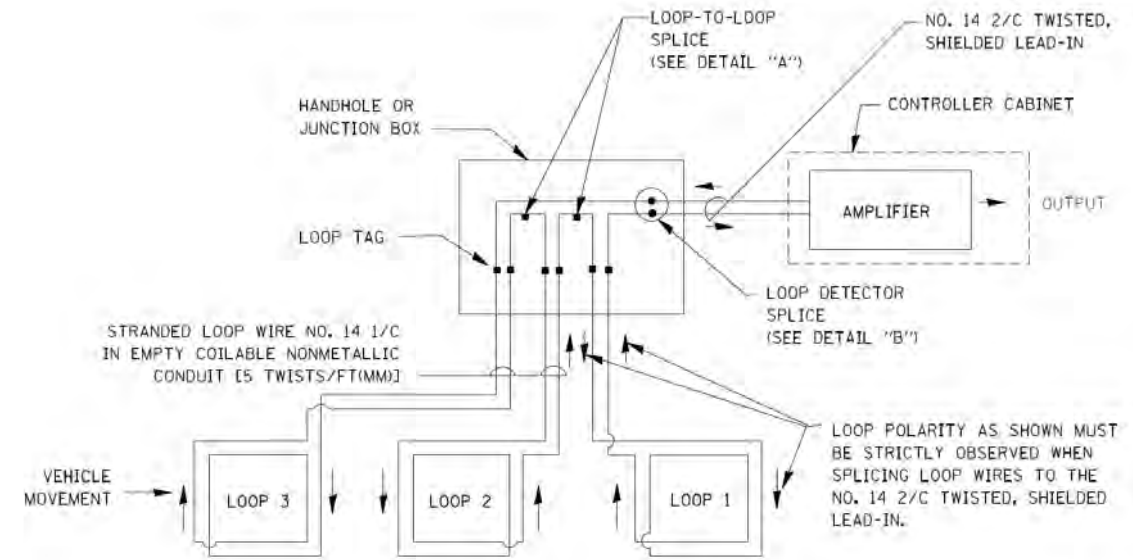 LOOP-TO-LOOP
SPLICE
(SEE DETAIL "A")
NO. 14 2/C TWISTED,
SHIELDED LEAD-IN
HANDHOLE OR
JUNCTION BOX
CONTROLLER CABINET
AMPLIFIER
OUTPUT
LOOP TAG
LOOP DETECTOR
SPLICE
(SEE DETAIL "B")
STRANDED LOOP WIRE NO. 14 1/C
IN EMPTY COILABLE NONMETALLIC
CONDUIT [5 TWISTS/FT(MM)]
LOOP POLARITY AS SHOWN MUST
BE STRICTLY OBSERVED WHEN
SPLICING LOOP WIRES TO THE
NO. 14 2/C TWISTED, SHIELDED
LEAD-IN.
VEHICLE
MOVEMENT
LOOP 3
LOOP 2
LOOP 1